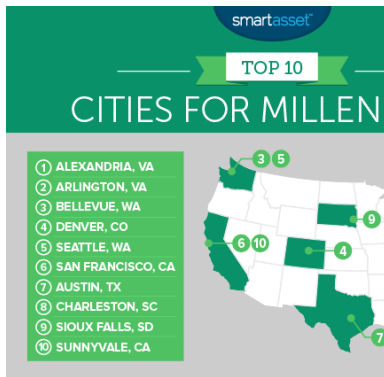 smartasset™
TOP 10
CITIES FOR MILLEN
1 ALEXANDRIA, VA
2 ARLINGTON, VA
3 BELLEVUE, WA
4 DENVER, CO
5 SEATTLE, WA
6 SAN FRANCISCO, CA
7 AUSTIN, TX
8 CHARLESTON, SC
9 SIOUX FALLS, SD
10 SUNNYVALE, CA
3 5
9
6 10
4
7